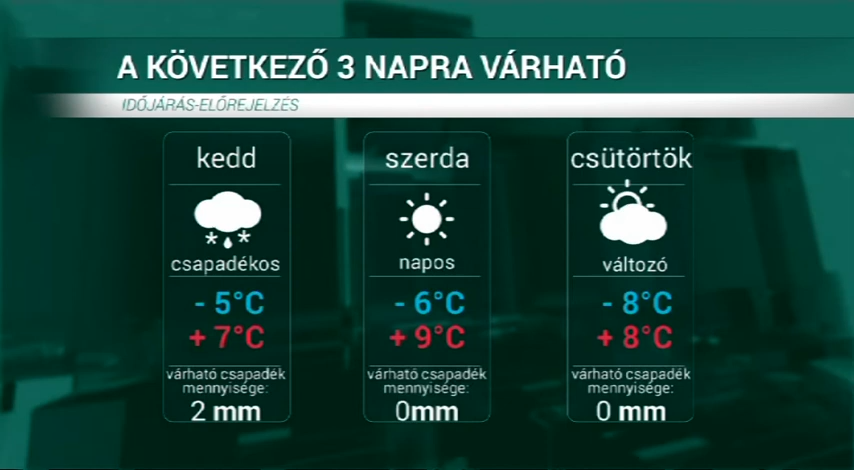 A KÖVETKEZŐ 3 NAPRA VÁRHATÓ
IDŐJÁRÁS-ELŐREJELZÉS
kedd
csapadékos
- 5°C
+ 7°C
várható csapadék
mennyisége:
2 mm
szerda
napos
- 6°C
+ 9°C
várható csapadék
mennyisége:
0mm
csütörtök
változó
- 8°C
+ 8°C
várható csapadék
mennyisége:
0 mm